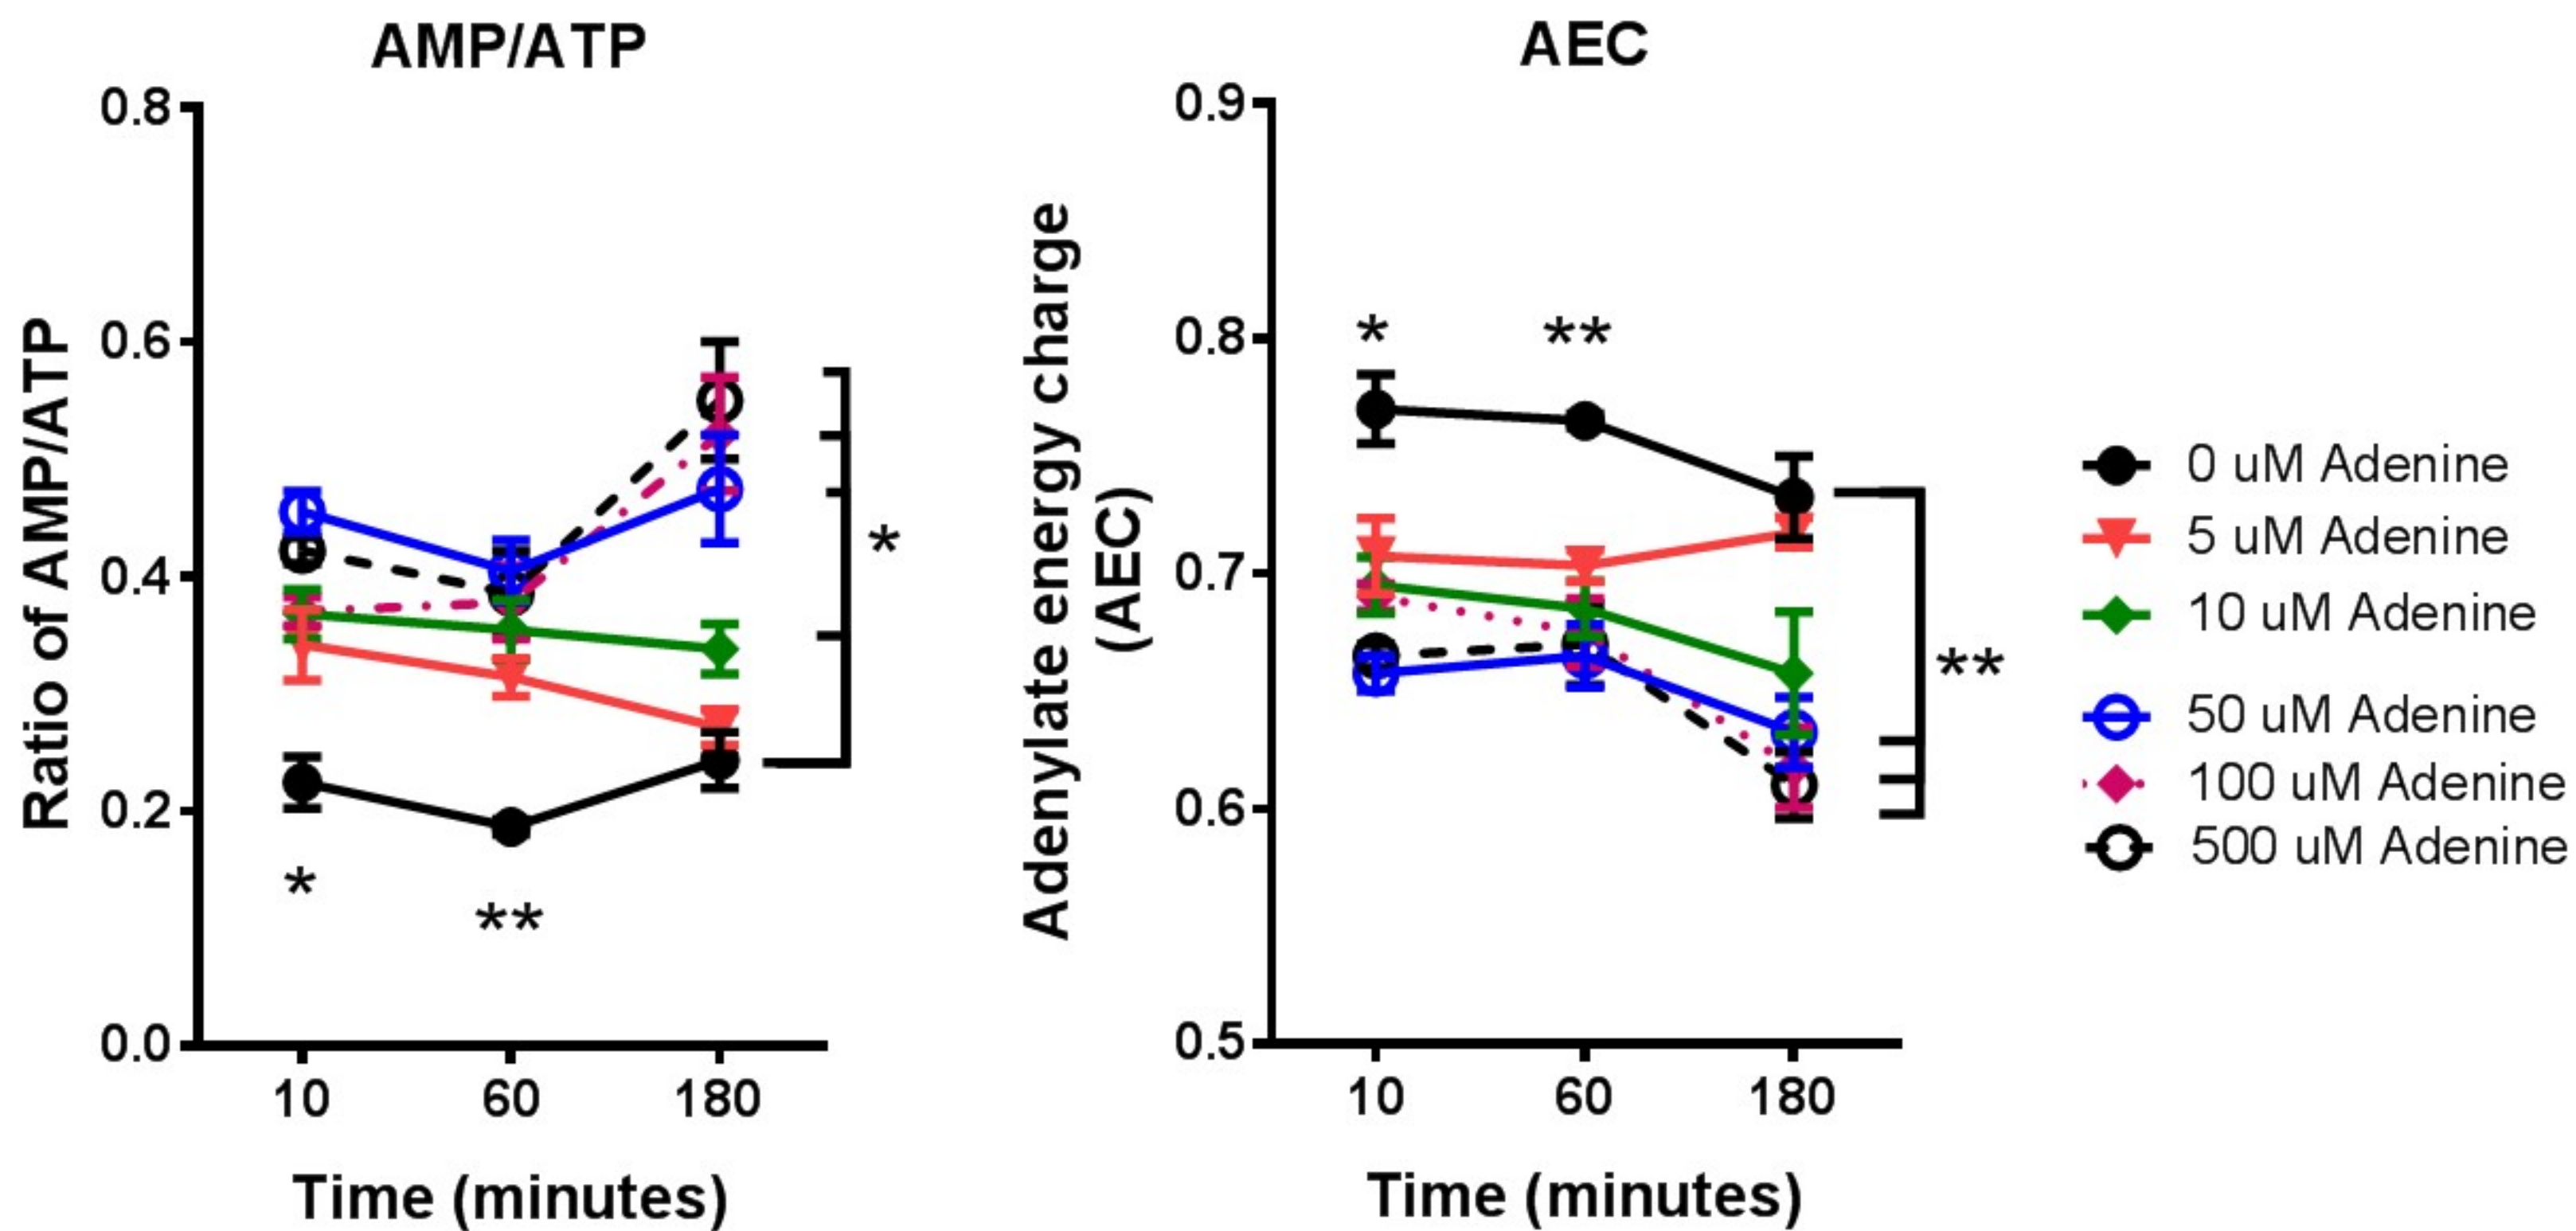 AMP/ATP
Ratio of AMP/ATP
0.8
0.6
0.4
0.2
0.0
*
**
*
10
60
180
Time (minutes)
AEC
Adenylate energy charge
(AEC)
0.9
0.8
0.7
0.6
0.5
*
**
**
10
60
180
Time (minutes)
0 uM Adenine
5 uM Adenine
10 uM Adenine
50 uM Adenine
100 uM Adenine
500 uM Adenine